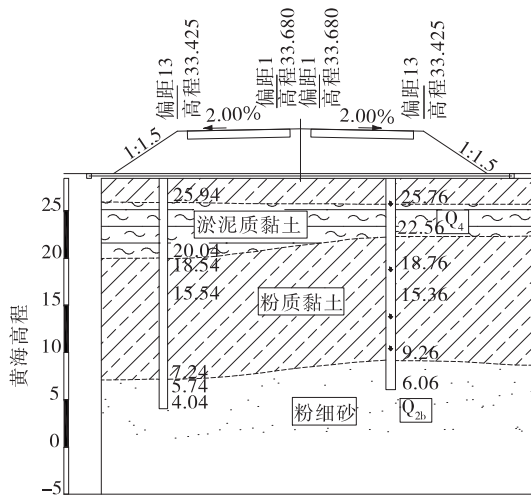 偏距13
高程33.425
偏距1
高程33.680
偏距1
高程33.680
偏距13
高程33.425
2.00%
2.00%
1:1.5
1:1.5
黄海高程
25
20
15
10
5
0
−5
25.94
20.04
18.54
15.54
7.24
5.74
4.04
25.76
22.56
18.76
15.36
9.26
6.06
淤泥质黏土
Q4
粉质黏土
粉细砂
Q2b